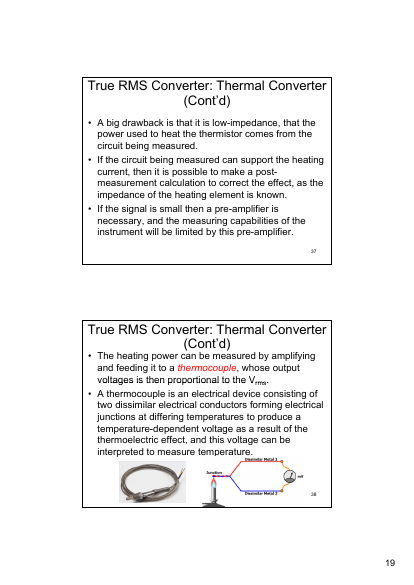 True RMS Converter: Thermal Converter
(Cont’d)
• A big drawback is that it is low-impedance, that the
power used to heat the thermistor comes from the
circuit being measured.
• If the circuit being measured can support the heating
current, then it is possible to make a post-
measurement calculation to correct the effect, as the
impedance of the heating element is known.
• If the signal is small then a pre-amplifier is
necessary, and the measuring capabilities of the
instrument will be limited by this pre-amplifier.
37
True RMS Converter: Thermal Converter
(Cont’d)
• The heating power can be measured by amplifying
and feeding it to a thermocouple, whose output
voltages is then proportional to the Vrms.
• A thermocouple is an electrical device consisting of
two dissimilar electrical conductors forming electrical
junctions at differing temperatures to produce a
temperature-dependent voltage as a result of the
thermoelectric effect, and this voltage can be
interpreted to measure temperature.
Dissimilar Metal 1
Junction
Dissimilar Metal 2
38
19